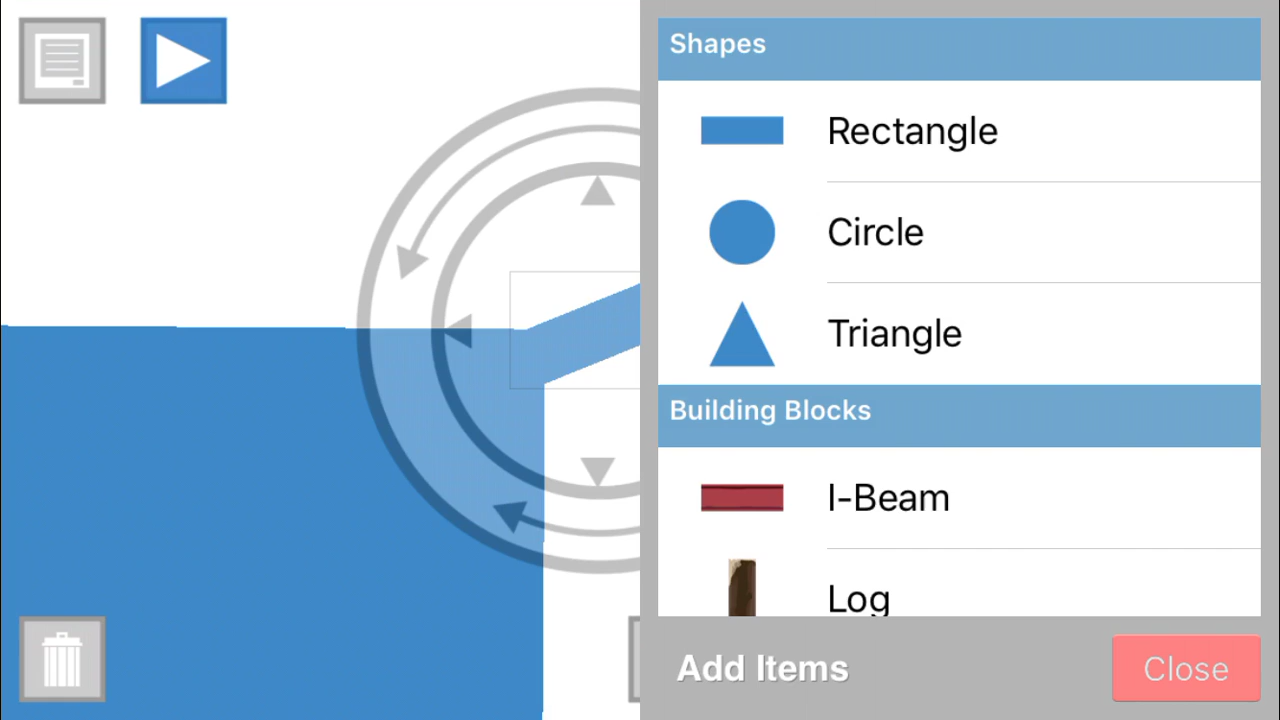 Shapes
Rectangle
Circle
Triangle
Building Blocks
I-Beam
Log
Add Items
Close